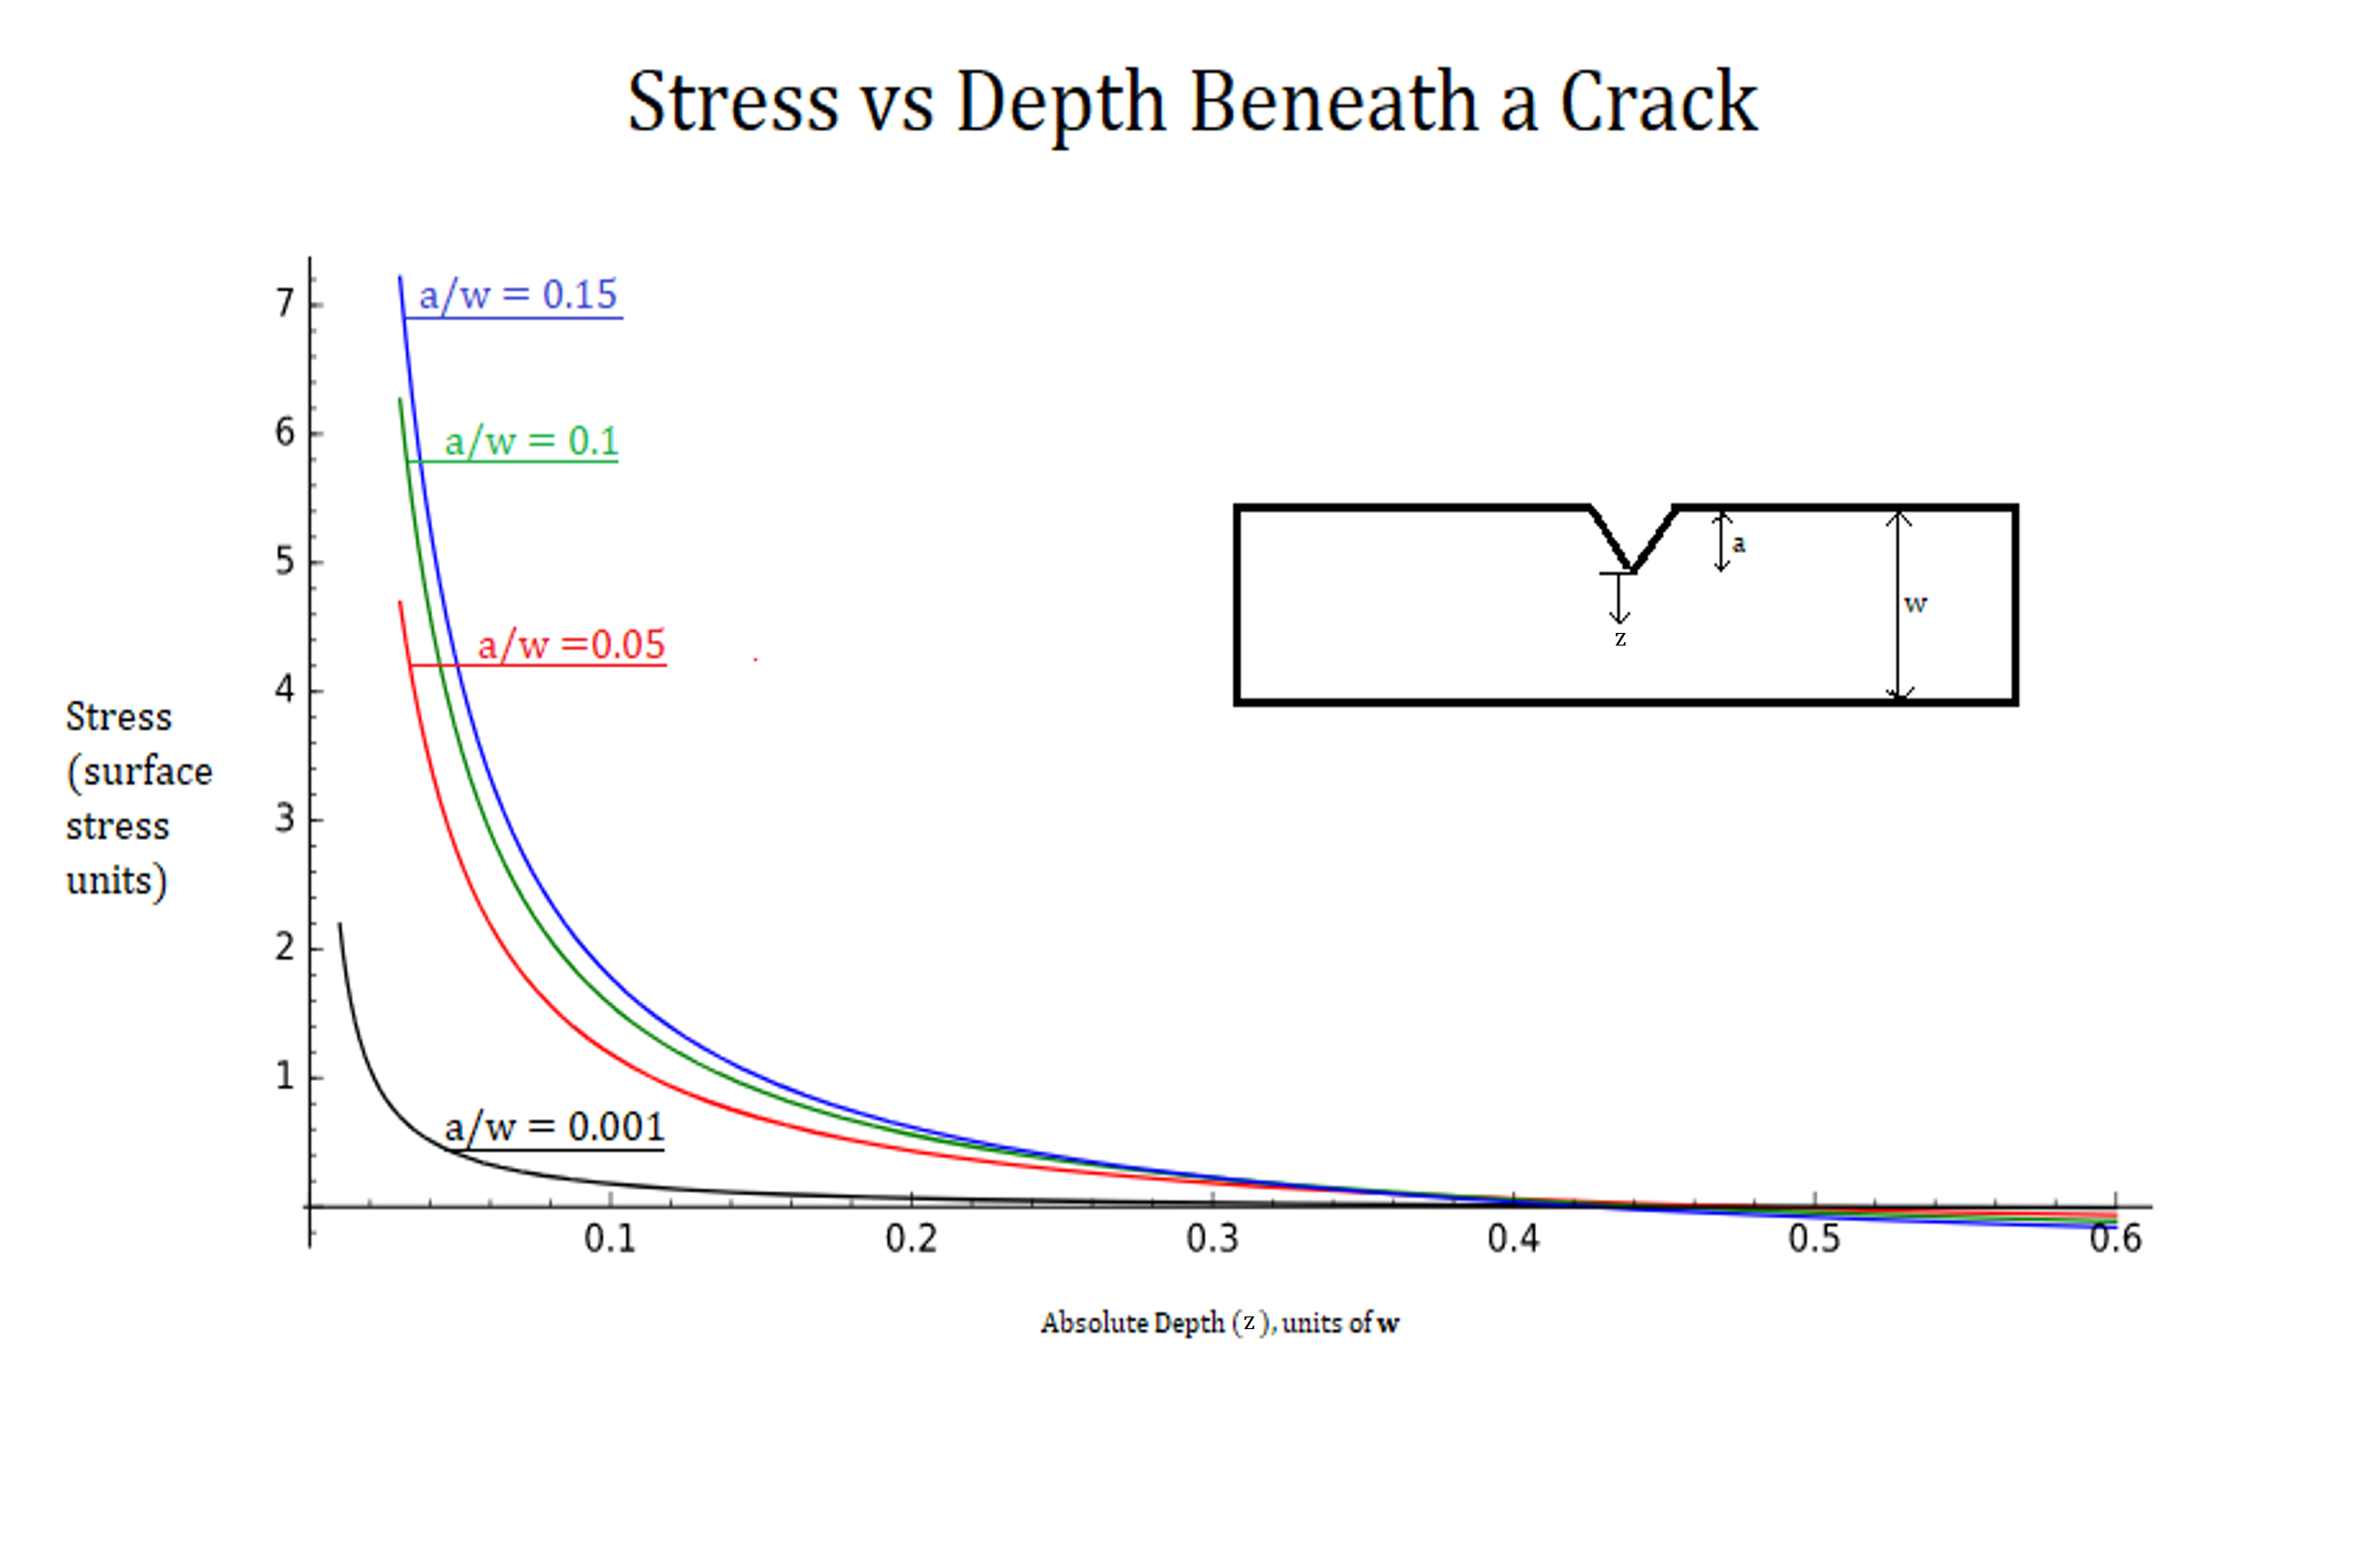 Stress vs Depth Beneath a Crack
7
a/w = 0.15
6
a/w = 0.1
5
a/w =0.05
4
3
2
1
a/w = 0.001
Stress
(surface
stress
units)
a
w
z
0.1 0.2 0.3 0.4 0.5 0.6
Absolute Depth (z), units of w